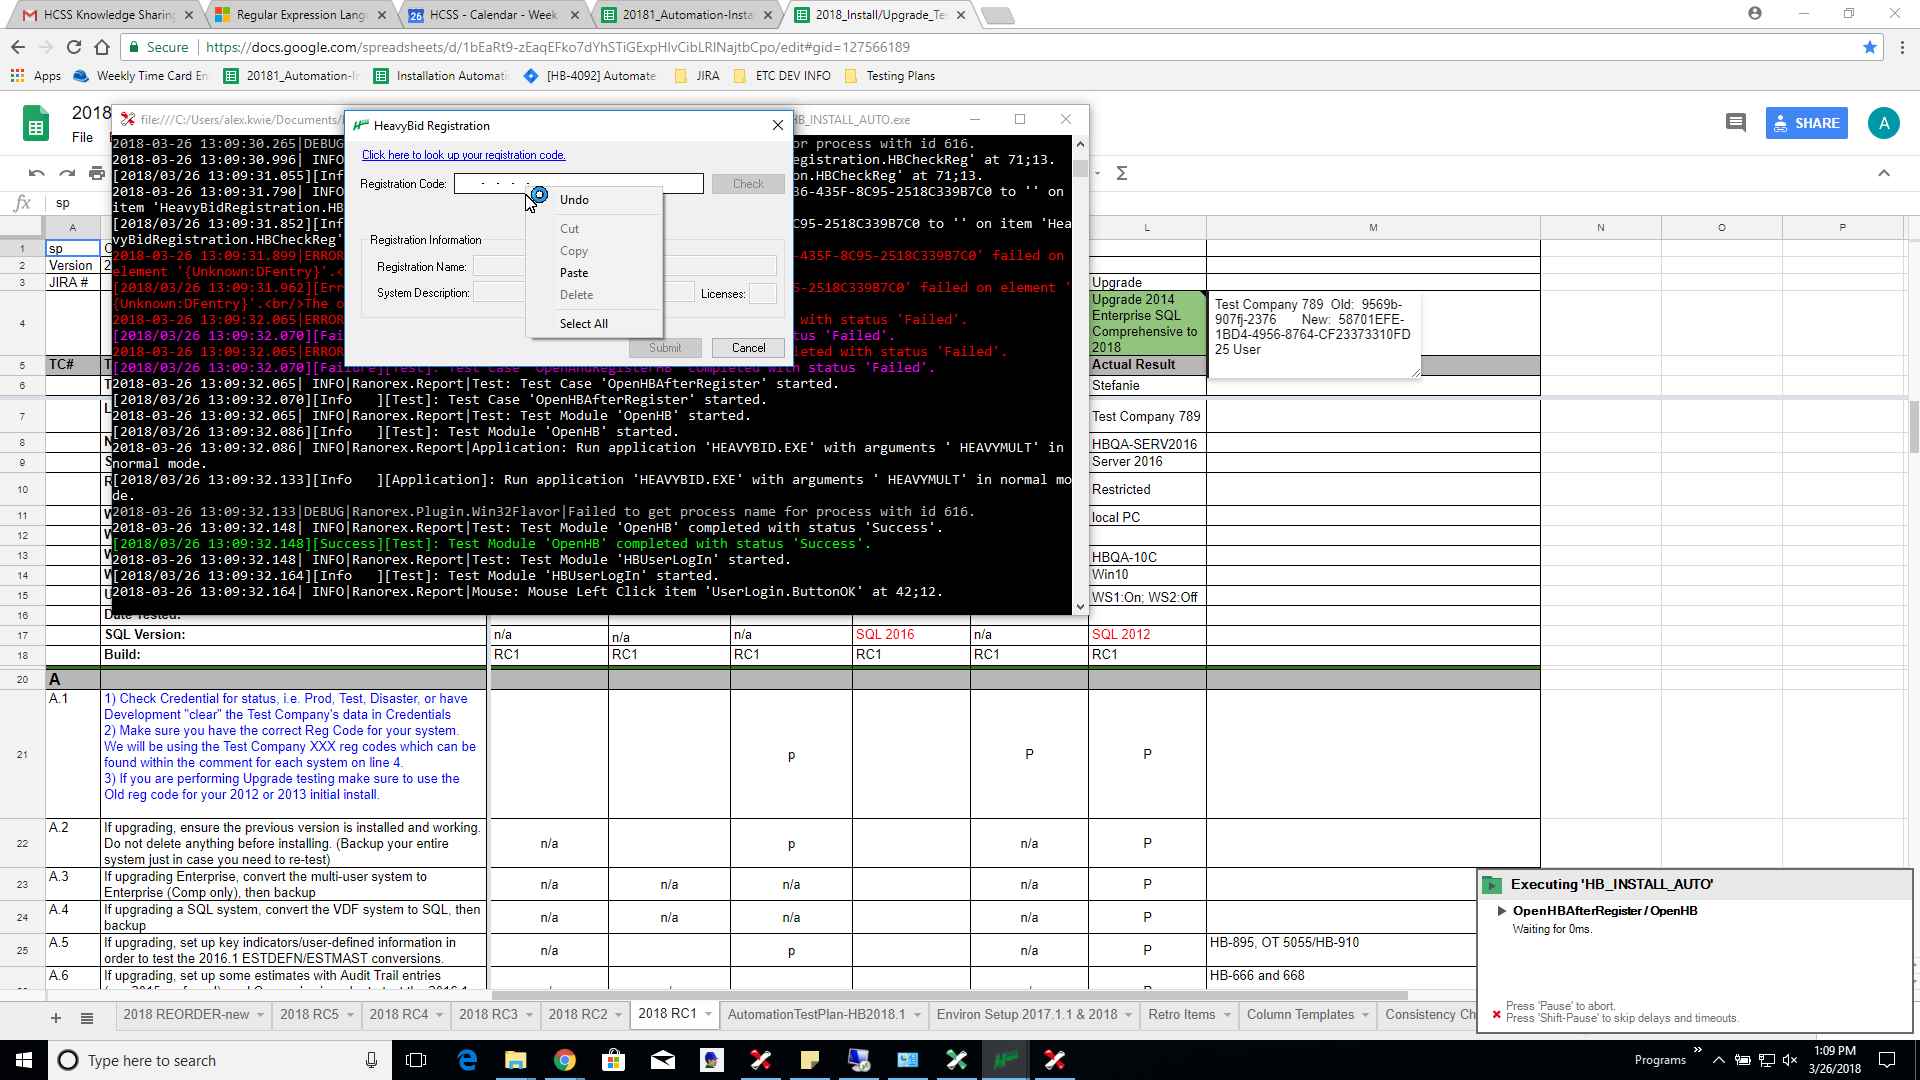 HCSS Knowledge Sharing
Regular Expression Lang
HCSS - Calendar - Week
20181_Automation-Insta
2018_Install/Upgrade_Te
Secure
https://docs.google.com/spreadsheets/d/1bEaRt9-zEaqEFko7dYhSTiGExpHIvCibLRINajtbCpo/edit#gid=127566189
Apps
Weekly Time Card En
20181_Automation-In
Installation Automati
[HB-4092] Automate
JIRA
ETC DEV INFO
Testing Plans
2018
File
SHARE
A
fx
sp
file:///C:/Users/alex.kwie/Documents/
HB_INSTALL_AUTO.exe
2018-03-26 13:09:30.265|DEBUG
or process with id 616.
2018-03-26 13:09:30.996| INFO
egistration.HBCheckReg' at 71;13.
[2018/03/26 13:09:31.055][Inf
n.HBCheckReg' at 71;13.
2018-03-26 13:09:31.790| INFO
36-435F-8C95-2518C339B7C0 to '' on
item 'HeavyBidRegistration.HB
[2018/03/26 13:09:31.852][Inf
-435F-8C95-2518C339B7C0 to '' on item 'Hea
vyBidRegistration.HBCheckReg'
2018-03-26 13:09:31.899|ERROR
-435F-8C95-2518C339B7C0' failed on
element '{Unknown:DFentry}'.<
[2018/03/26 13:09:31.962][Err
-435F-8C95-2518C339B7C0' failed on element '
{Unknown:DFentry}'.<br/>The o
2018-03-26 13:09:32.065|ERROR
with status 'Failed'.
[2018/03/26 13:09:32.070][Fai
tus 'Failed'.
2018-03-26 13:09:32.065|ERROR
leted with status 'Failed'.
[2018/03/26 13:09:32.070][Failure][Test]: Test Case 'OpenAndRegisterHB' completed with status 'Failed'.
2018-03-26 13:09:32.065| INFO|Ranorex.Report|Test: Test Case 'OpenHBAfterRegister' started.
[2018/03/26 13:09:32.070][Info   ][Test]: Test Case 'OpenHBAfterRegister' started.
2018-03-26 13:09:32.065| INFO|Ranorex.Report|Test: Test Module 'OpenHB' started.
[2018/03/26 13:09:32.086][Info   ][Test]: Test Module 'OpenHB' started.
2018-03-26 13:09:32.086| INFO|Ranorex.Report|Application: Run application 'HEAVYBID.EXE' with arguments ' HEAVYMULT' in
normal mode.
[2018/03/26 13:09:32.133][Info   ][Application]: Run application 'HEAVYBID.EXE' with arguments ' HEAVYMULT' in normal mo
de.
2018-03-26 13:09:32.133|DEBUG|Ranorex.Plugin.Win32Flavor|Failed to get process name for process with id 616.
2018-03-26 13:09:32.148| INFO|Ranorex.Report|Test: Test Module 'OpenHB' completed with status 'Success'.
[2018/03/26 13:09:32.148][Success][Test]: Test Module 'OpenHB' completed with status 'Success'.
2018-03-26 13:09:32.148| INFO|Ranorex.Report|Test: Test Module 'HBUserLogIn' started.
[2018/03/26 13:09:32.164][Info   ][Test]: Test Module 'HBUserLogIn' started.
2018-03-26 13:09:32.164| INFO|Ranorex.Report|Mouse: Mouse Left Click item 'UserLogin.ButtonOK' at 42;12.
HeavyBid Registration
Click here to look up your registration code.
Registration Code:
- - - -
Check
Registration Information
Registration Name:
System Description:
Licenses:
Submit
Cancel
Undo
Cut
Copy
Paste
Delete
Select All
A
L
M
N
O
P
1
sp
2
Version
2
3
JIRA #
Upgrade
4
Upgrade 2014
Enterprise SQL
Comprehensive to
2018
Test Company 789 Old: 9569b-
907fj-2376 New: 58701EFE-
1BD4-4956-8764-CF23373310FD
25 User
5
TC#
Actual Result
6
Stefanie
7
Test Company 789
8
HBQA-SERV2016
9
Server 2016
10
Restricted
11
local PC
12
13
HBQA-10C
14
Win10
15
WS1:On; WS2:Off
16
Date Tested:
17
SQL Version:
n/a
n/a
n/a
SQL 2016
n/a
SQL 2012
18
Build:
RC1
RC1
RC1
RC1
RC1
RC1
20
A
21
A.1
1) Check Credential for status, i.e. Prod, Test, Disaster, or have
Development "clear" the Test Company's data in Credentials
2) Make sure you have the correct Reg Code for your system.
We will be using the Test Company XXX reg codes which can be
found within the comment for each system on line 4.
3) If you are performing Upgrade testing make sure to use the
Old reg code for your 2012 or 2013 initial install.
p
P
P
22
A.2
If upgrading, ensure the previous version is installed and working.
Do not delete anything before installing. (Backup your entire
system just in case you need to re-test)
n/a
p
n/a
P
23
A.3
If upgrading Enterprise, convert the multi-user system to
Enterprise (Comp only), then backup
n/a
n/a
n/a
n/a
P
24
A.4
If upgrading a SQL system, convert the VDF system to SQL, then
backup
n/a
n/a
n/a
n/a
P
25
A.5
If upgrading, set up key indicators/user-defined information in
order to test the 2016.1 ESTDEFN/ESTMAST conversions.
n/a
p
n/a
P
HB-895, OT 5055/HB-910
A.6
If upgrading, set up some estimates with Audit Trail entries
HB-666 and 668
Executing 'HB_INSTALL_AUTO'
OpenHBAfterRegister / OpenHB
Waiting for 0ms.
Press 'Pause' to abort.
Press 'Shift-Pause' to skip delays and timeouts.
2018 REORDER-new
2018 RC5
2018 RC4
2018 RC3
2018 RC2
2018 RC1
AutomationTestPlan-HB2018.1
Environ Setup 2017.1.1 & 2018
Retro Items
Column Templates
Consistency Ch
Type here to search
Programs
1:09 PM
3/26/2018